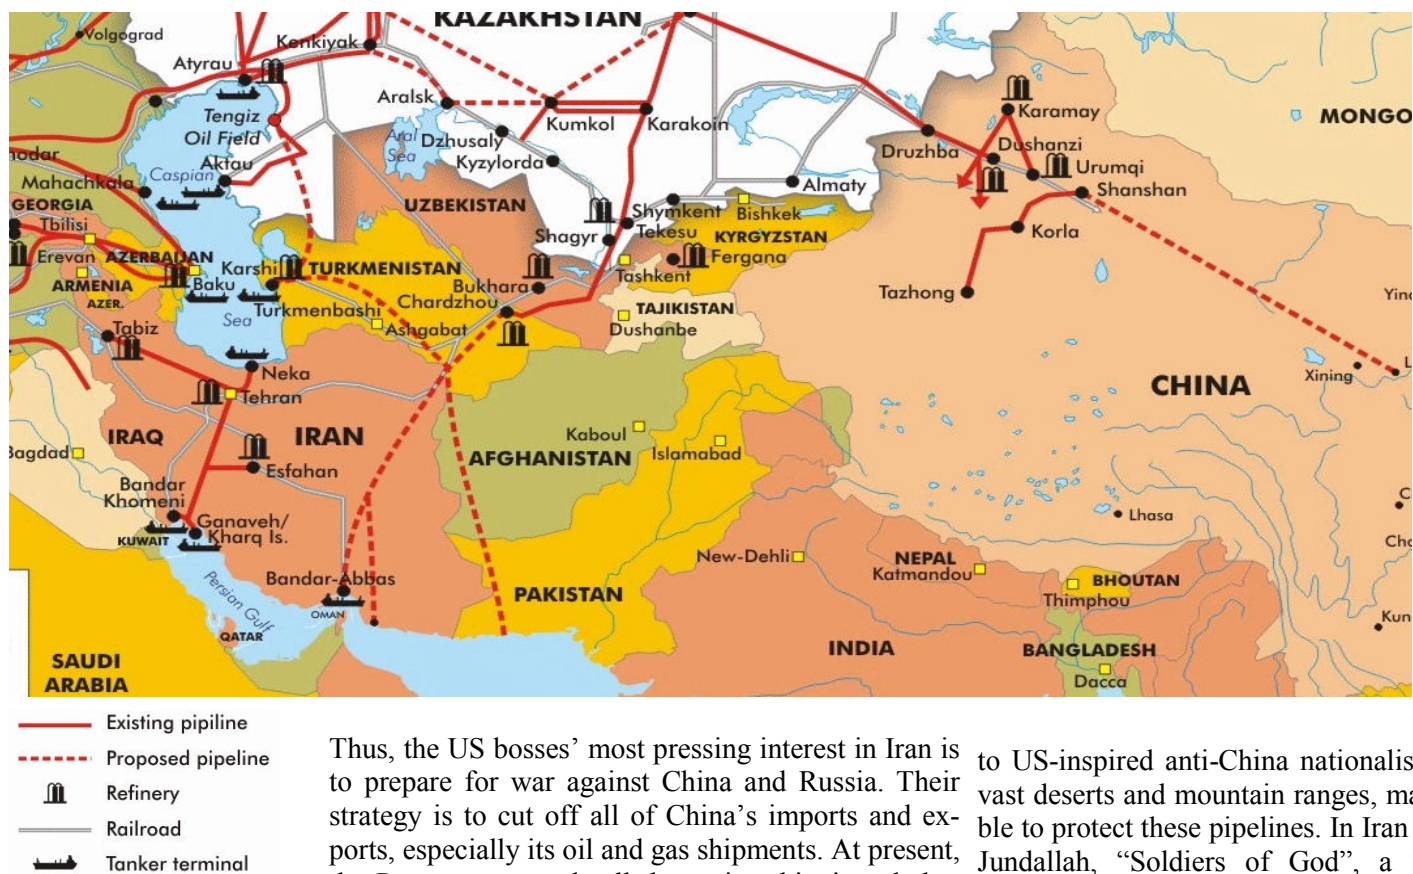 KAZAKHSTAN
Volgograd
Kenkiyak
Atyrau
Aralsk
Tengiz
Oil Field
Kumkol
Karakoin
Karamay
MONGO
Aral
Sea
Dzhusaly
Kyzylorda
Druzhba
Dushanzi
Urumqi
Shanshan
nodar
Aktau
Caspian
Mahachkala
GEORGIA
Tbilisi
UZBEKISTAN
Almaty
Shymkent
Bishkek
Tekesu
Shagyr
KYRGYZSTAN
Korla
Erevan
AZERBAIJAN
Karshi
TURKMENISTAN
Fergana
Tashkent
ARMENIA
AZER.
Baku
Bukhara
Chardzhou
Tazhong
Yinc
Turkmenbashi
Sea
TAJIKISTAN
Dushanbe
Tabiz
Ashgabat
Neka
Xining
L
CHINA
Tehran
IRAQ
IRAN
Kaboul
Bagdad
AFGHANISTAN
Islamabad
Esfahan
Bandar
Khomeni
Ganaveh/
Kharq Is.
KUWAIT
Lhasa
C
Cho
New-Dehli
NEPAL
Katmandou
BHOUTAN
Thimphou
Persian Gulf
Bandar-Abbas
OMAN
PAKISTAN
QATAR
Kun
INDIA
BANGLADESH
Dacca
SAUDI
ARABIA
Existing pipiline
Proposed pipeline
Refinery
Railroad
Tanker terminal
Thus, the US bosses’ most pressing interest in Iran is
to prepare for war against China and Russia. Their
strategy is to cut off all of China’s imports and ex-
ports, especially its oil and gas shipments. At present,
to US-inspired anti-China nationalis
vast deserts and mountain ranges, ma
ble to protect these pipelines. In Iran
Jundallah, “Soldiers of God”, a